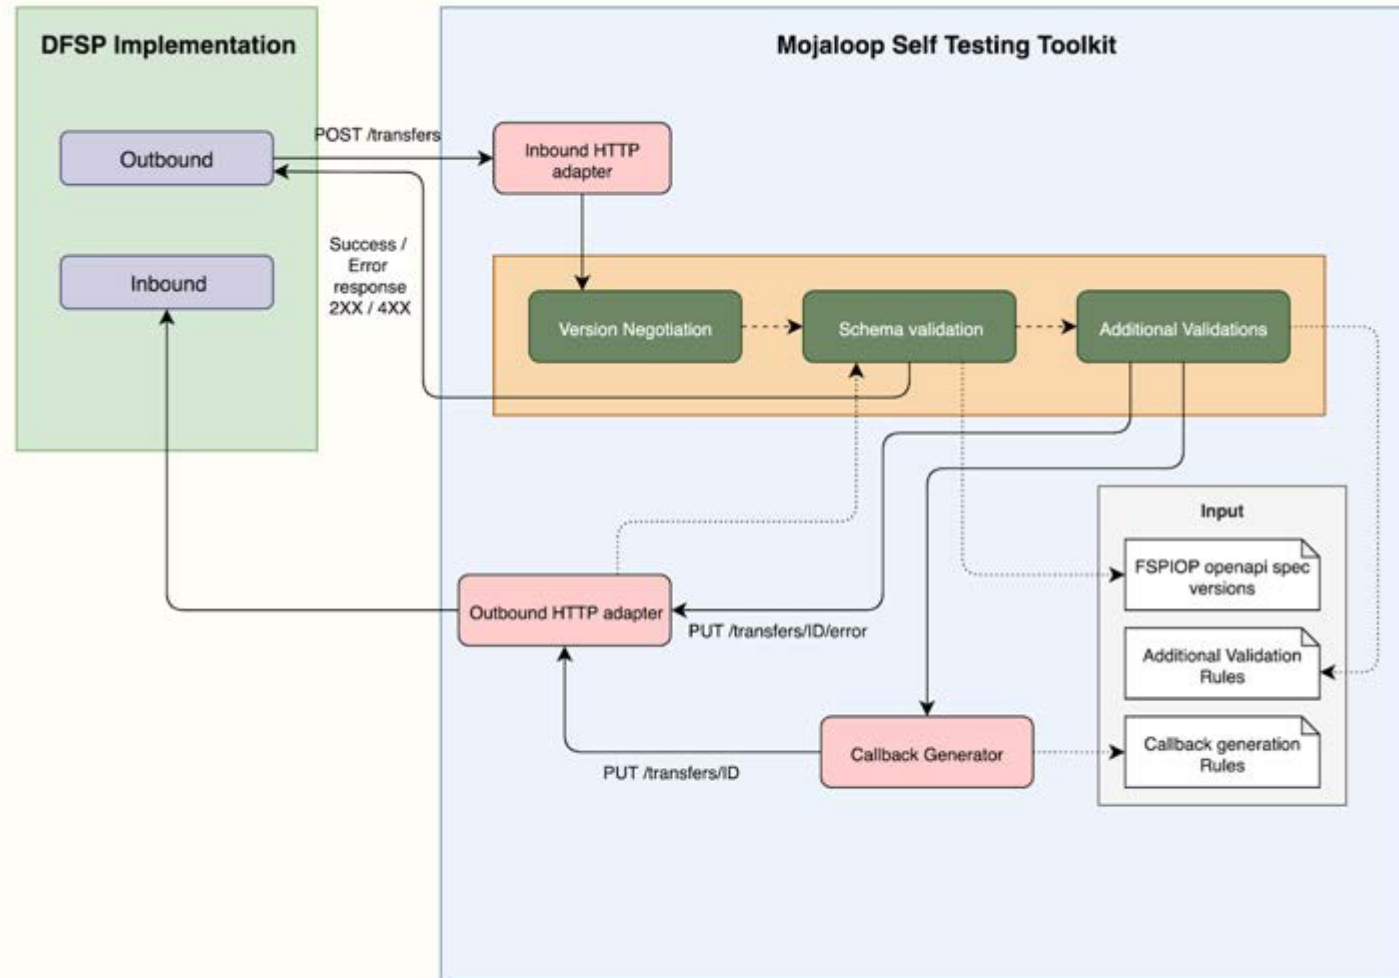 DFSP Implementation
Mojaloop Self Testing Toolkit
POST /transfers
Outbound
Inbound HTTP
adapter
Success /
Error
response
2XX / 4XX
Inbound
Version Negotiation
Schema validation
Additional Validations
Input
FSPIOP openapi spec
versions
Outbound HTTP adapter
PUT /transfers/ID/error
Additional Validation
Rules
Callback Generator
Callback generation
Rules
PUT /transfers/ID